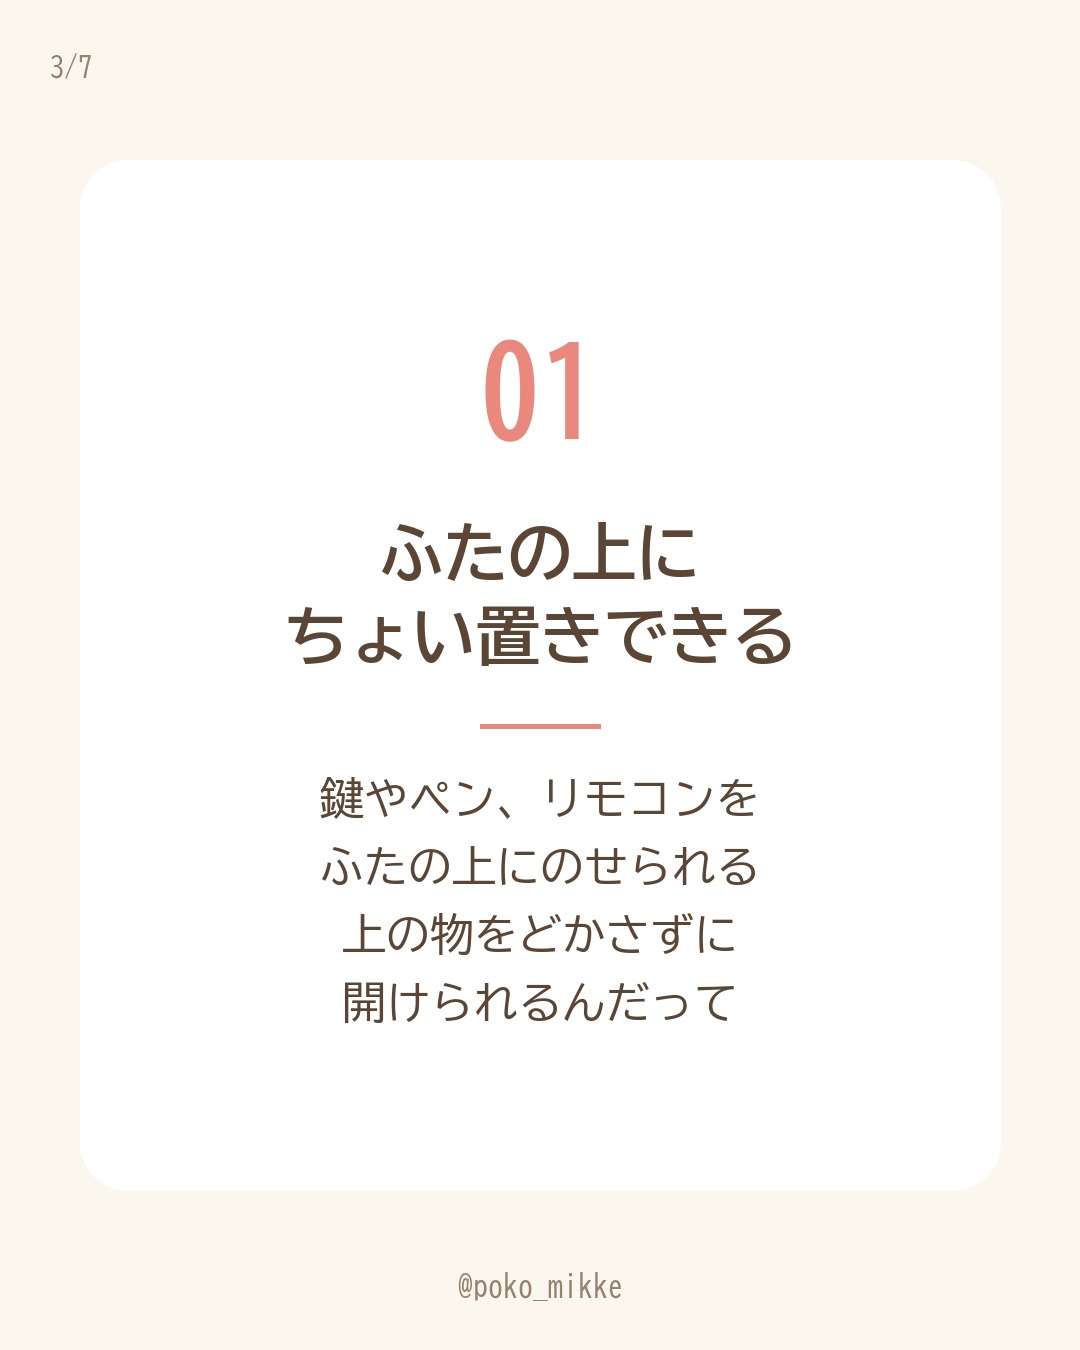 3/7
01
ふたの上に
ちょい置きできる
鍵やペン、リモコンを
ふたの上にのせられる
上の物をどかさずに
開けられるんだって
@poko_mikke